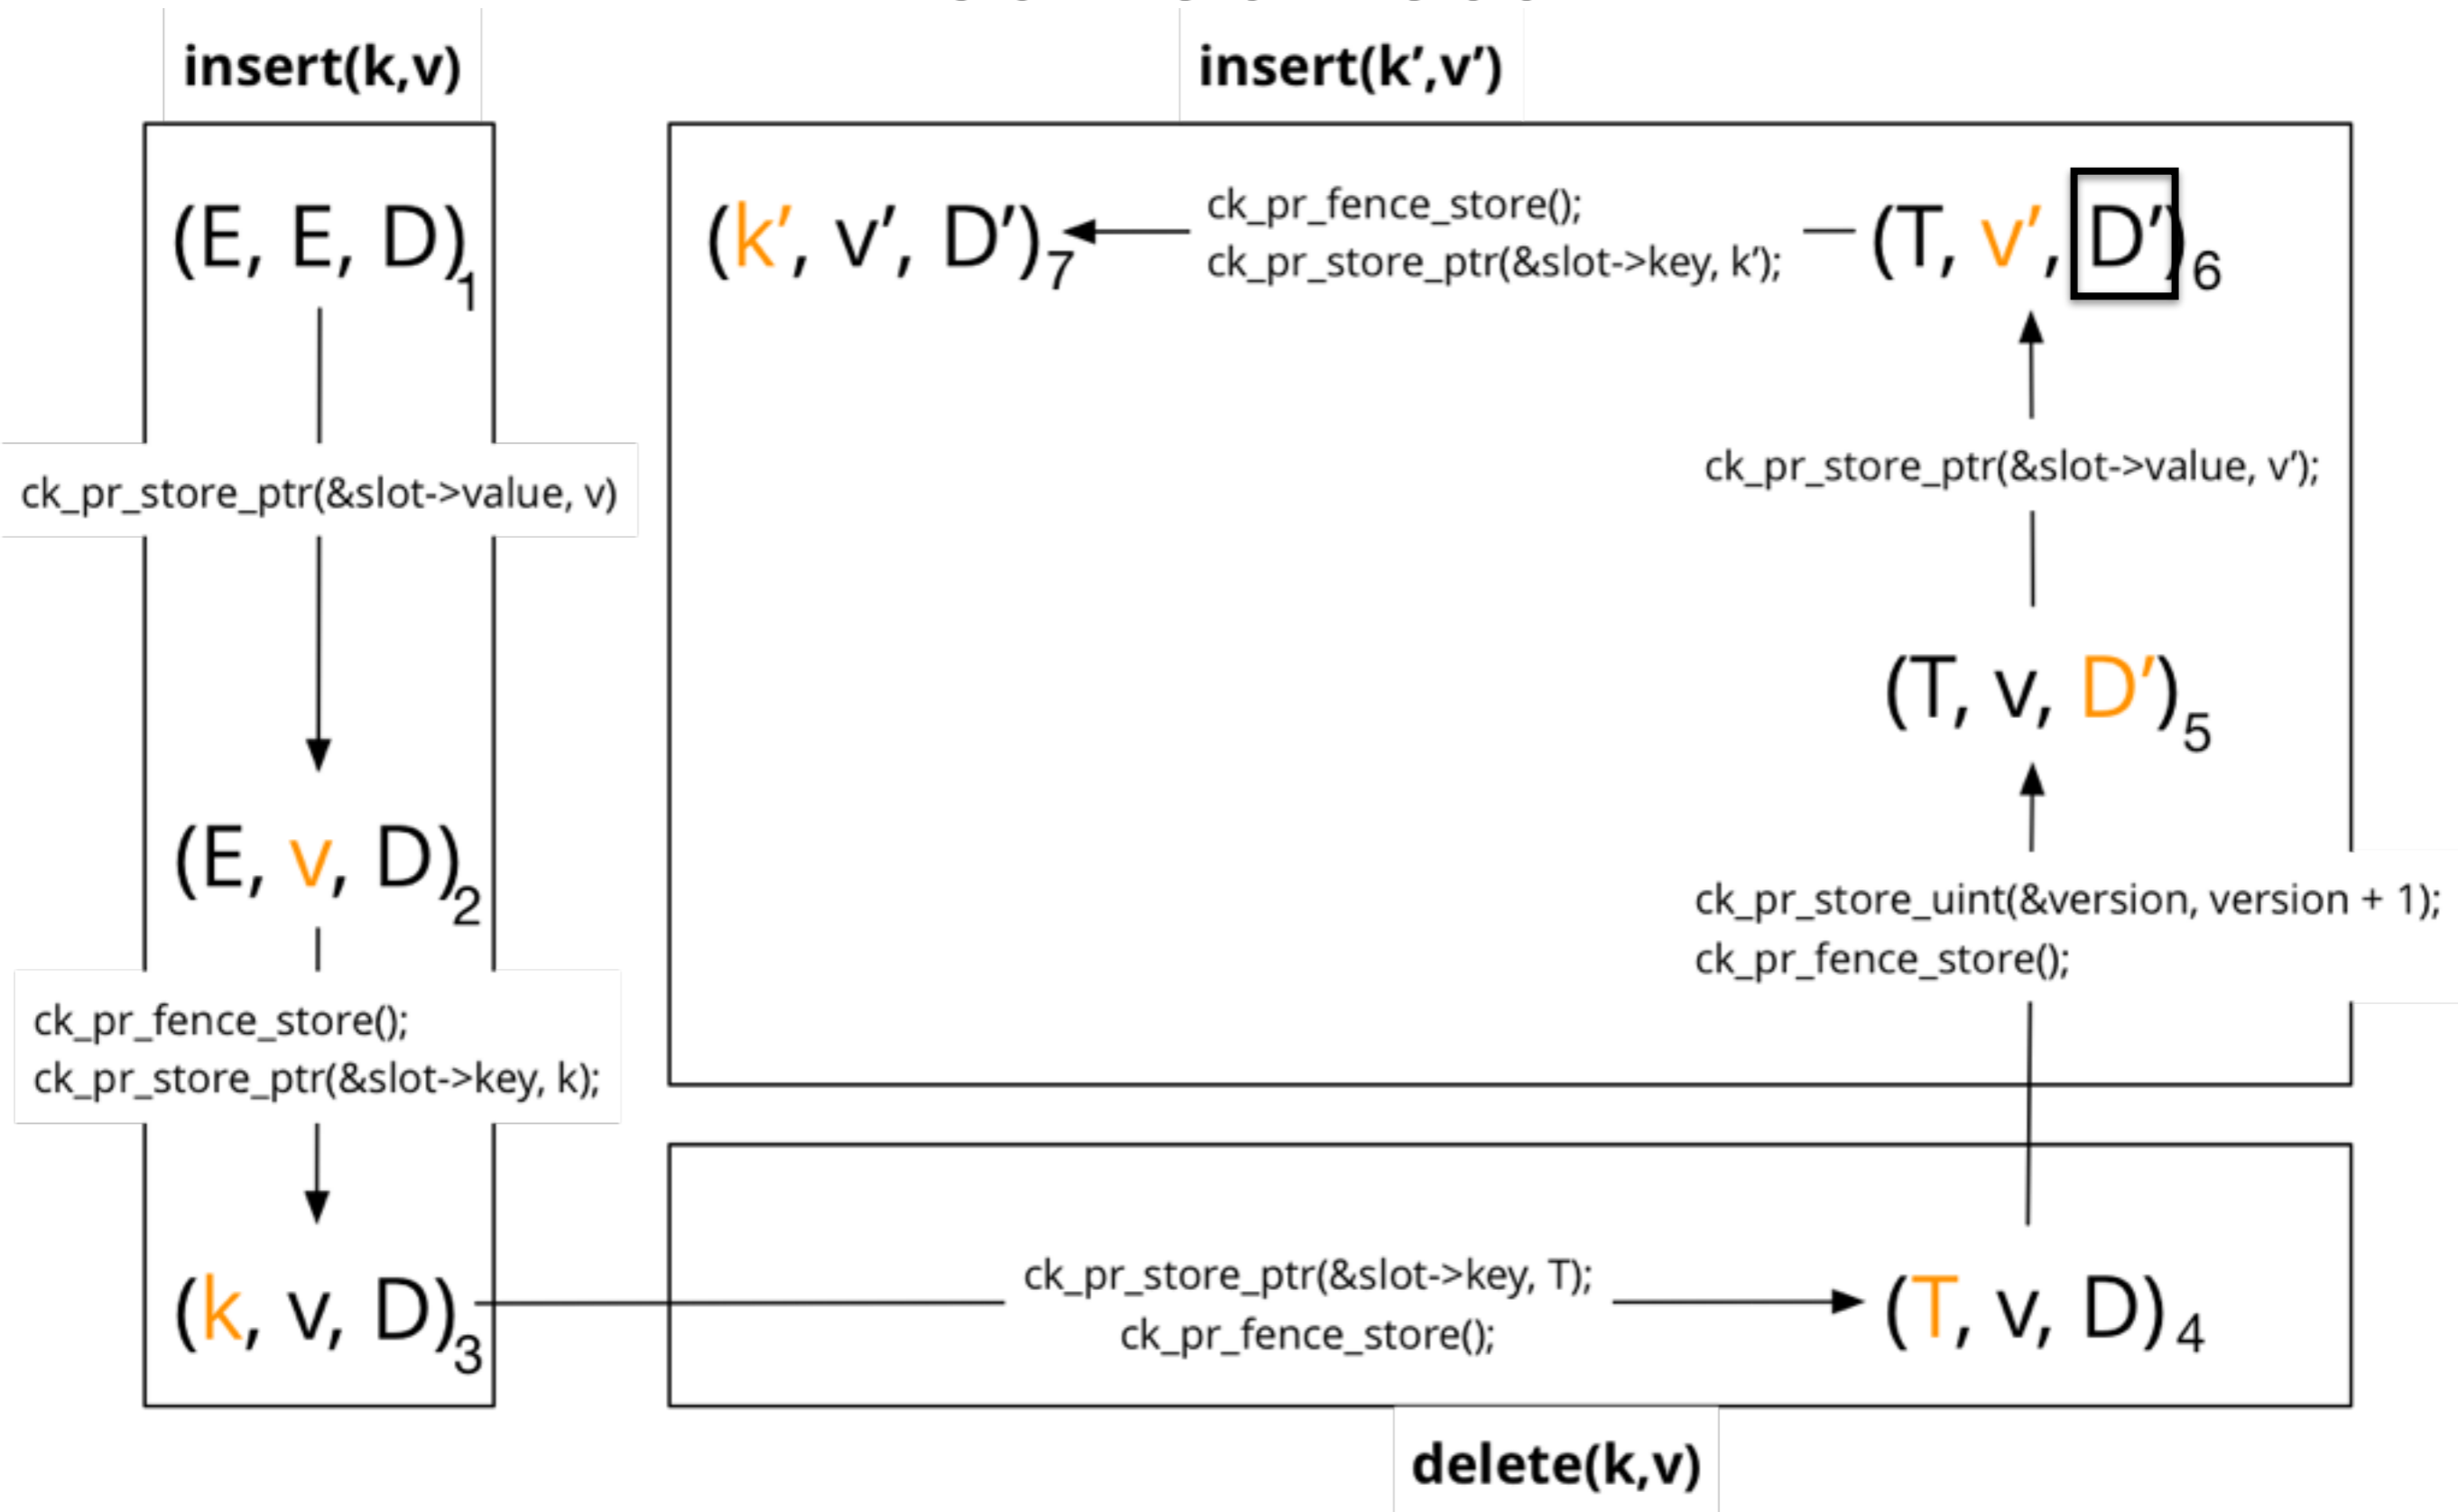 insert(k,v)
(E, E, D)1
ck_pr_store_ptr(&slot->value, v)
(E, v, D)2
ck_pr_fence_store();
ck_pr_store_ptr(&slot->key, k);
(k, v, D)3
insert(k’,v’)
(k’, v’, D’)7
ck_pr_fence_store();
ck_pr_store_ptr(&slot->key, k’);
(T, v’, D’)6
ck_pr_store_ptr(&slot->value, v’);
(T, v, D’)5
ck_pr_store_uint(&version, version + 1);
ck_pr_fence_store();
ck_pr_store_ptr(&slot->key, T);
ck_pr_fence_store();
(T, v, D)4
delete(k,v)